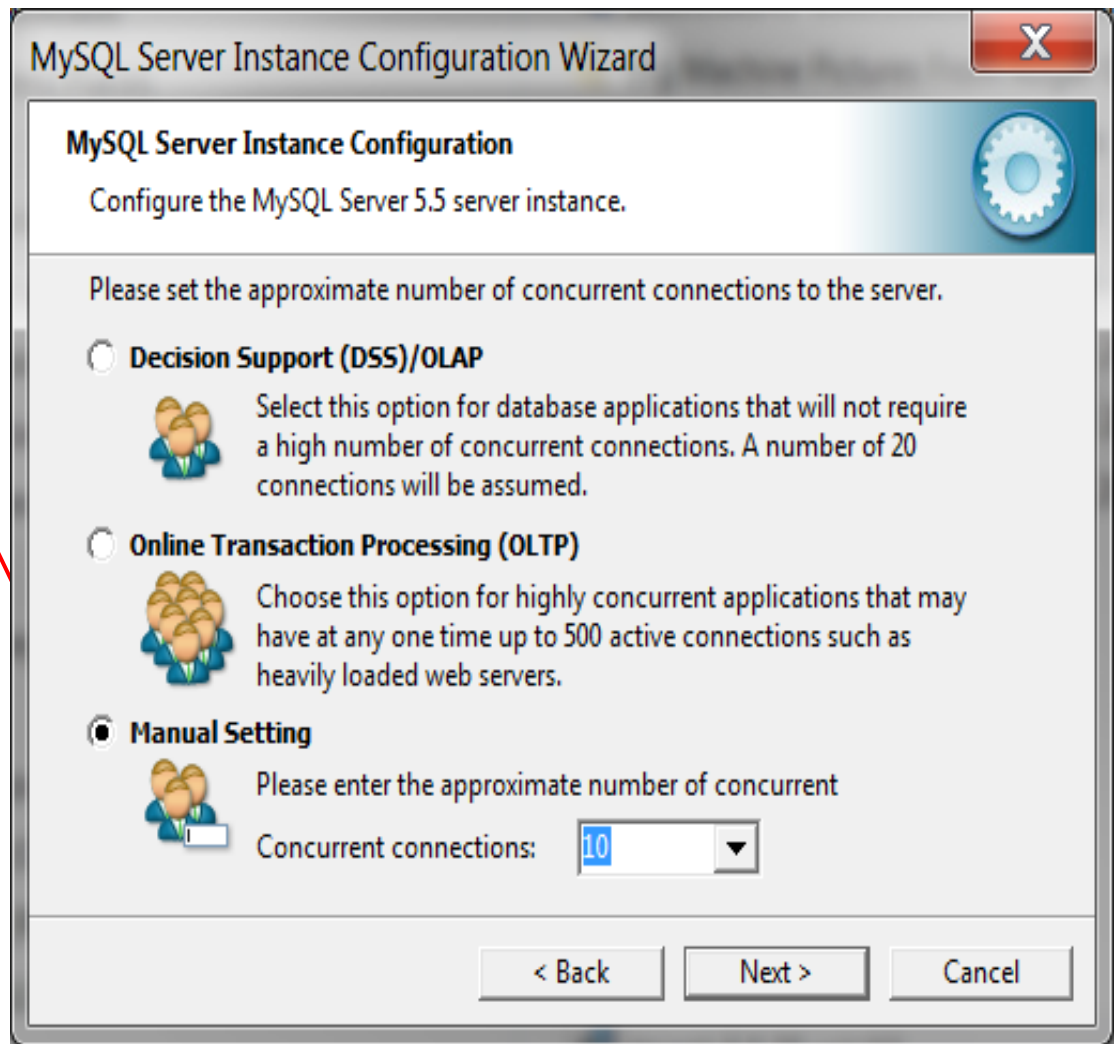 MySQL Server Instance Configuration Wizard
X
MySQL Server Instance Configuration
Configure the MySQL Server 5.5 server instance.
Please set the approximate number of concurrent connections to the server.
Decision Support (DSS)/OLAP
Select this option for database applications that will not require
a high number of concurrent connections. A number of 20
connections will be assumed.
Online Transaction Processing (OLTP)
Choose this option for highly concurrent applications that may
have at any one time up to 500 active connections such as
heavily loaded web servers.
Manual Setting
Please enter the approximate number of concurrent
Concurrent connections: 10
< Back Next > Cancel